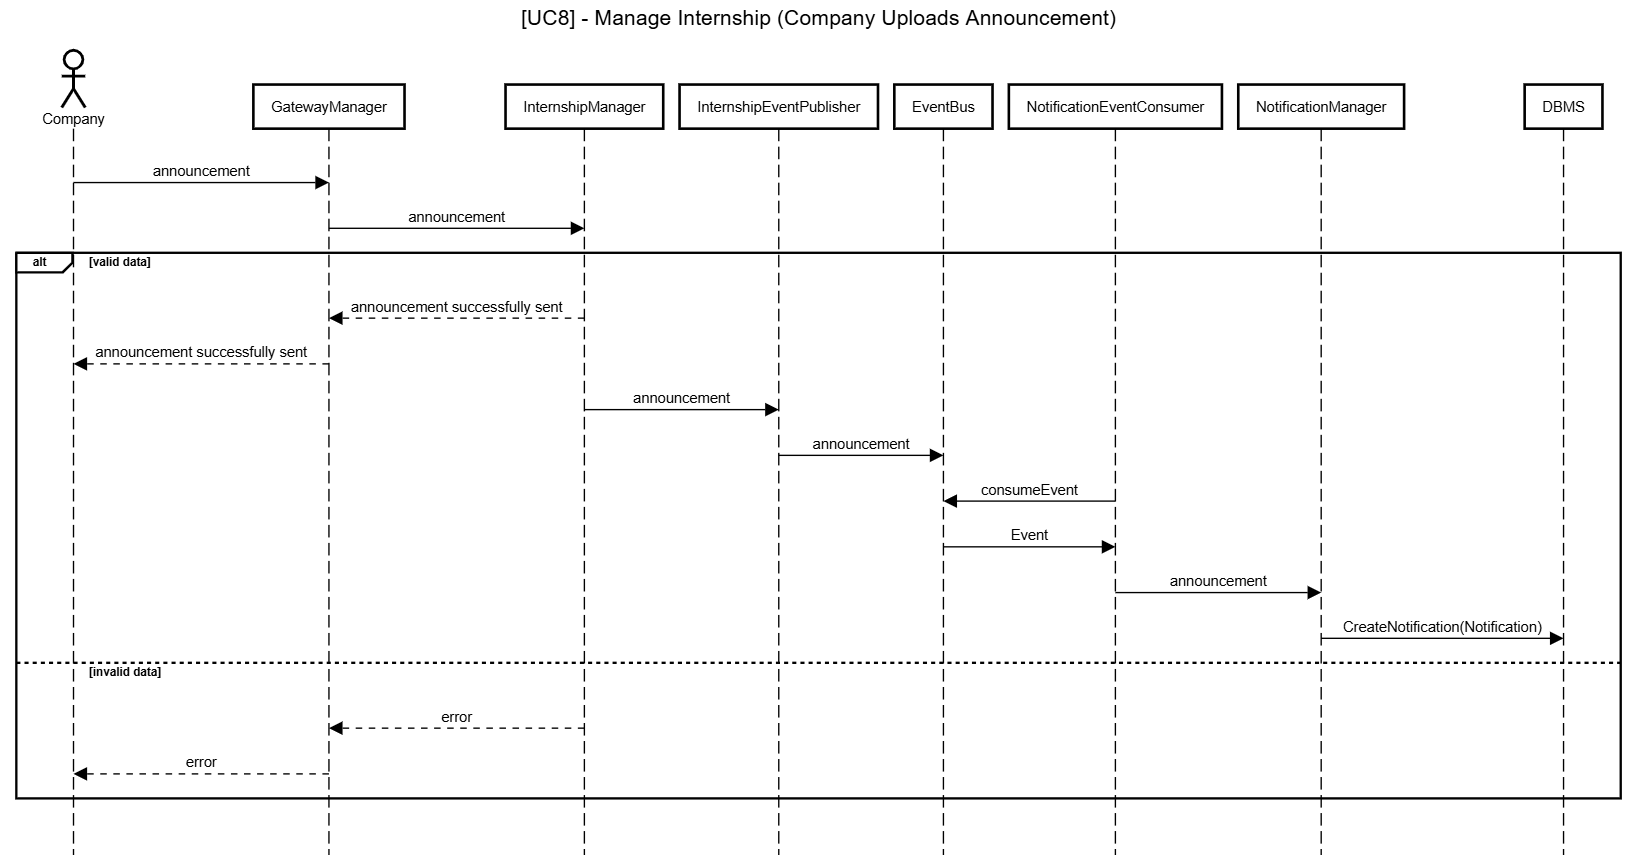 [UC8] - Manage Internship (Company Uploads Announcement)
Company
GatewayManager
InternshipManager
InternshipEventPublisher
EventBus
NotificationEventConsumer
NotificationManager
DBMS
announcement
announcement
alt
[valid data]
announcement successfully sent
announcement successfully sent
announcement
announcement
consumeEvent
Event
announcement
CreateNotification(Notification)
[invalid data]
error
error